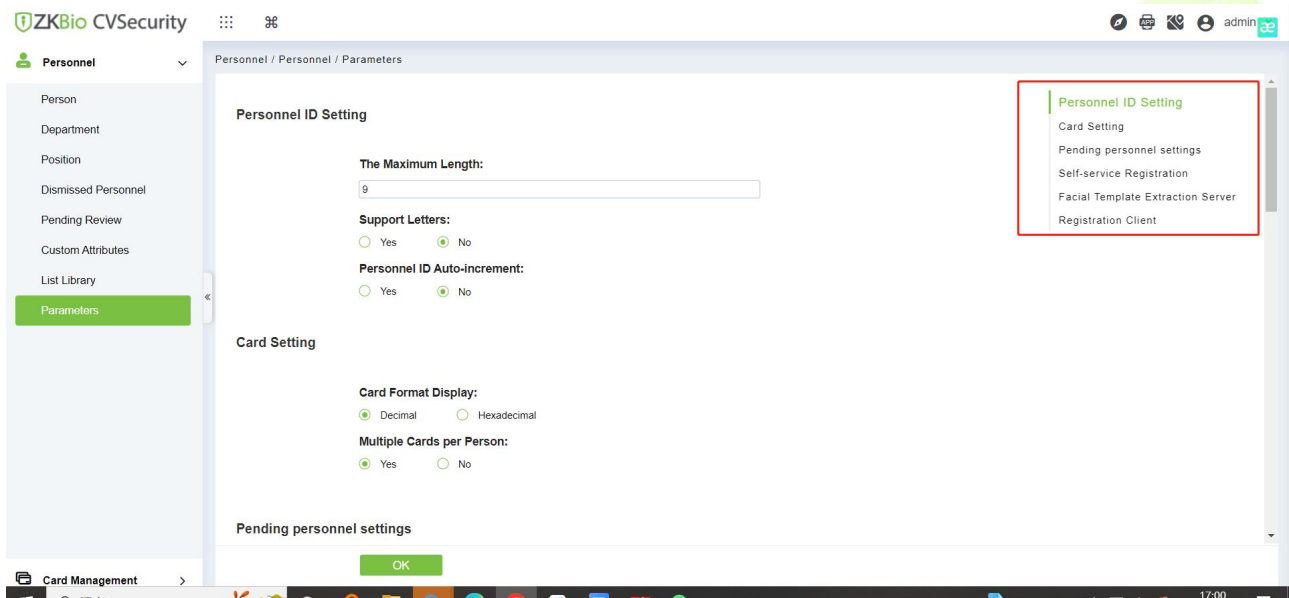 ZKBio CVSecurity
admin
æ
Personnel
Personnel / Personnel / Parameters
Person
Department
Position
Dismissed Personnel
Pending Review
Custom Attributes
List Library
Parameters
Card Management
Personnel ID Setting
The Maximum Length:
9
Support Letters:
Yes No
Personnel ID Auto-increment:
Yes No
Card Setting
Card Format Display:
Decimal Hexadecimal
Multiple Cards per Person:
Yes No
Pending personnel settings
OK
Personnel ID Setting
Card Setting
Pending personnel settings
Self-service Registration
Facial Template Extraction Server
Registration Client
17:00